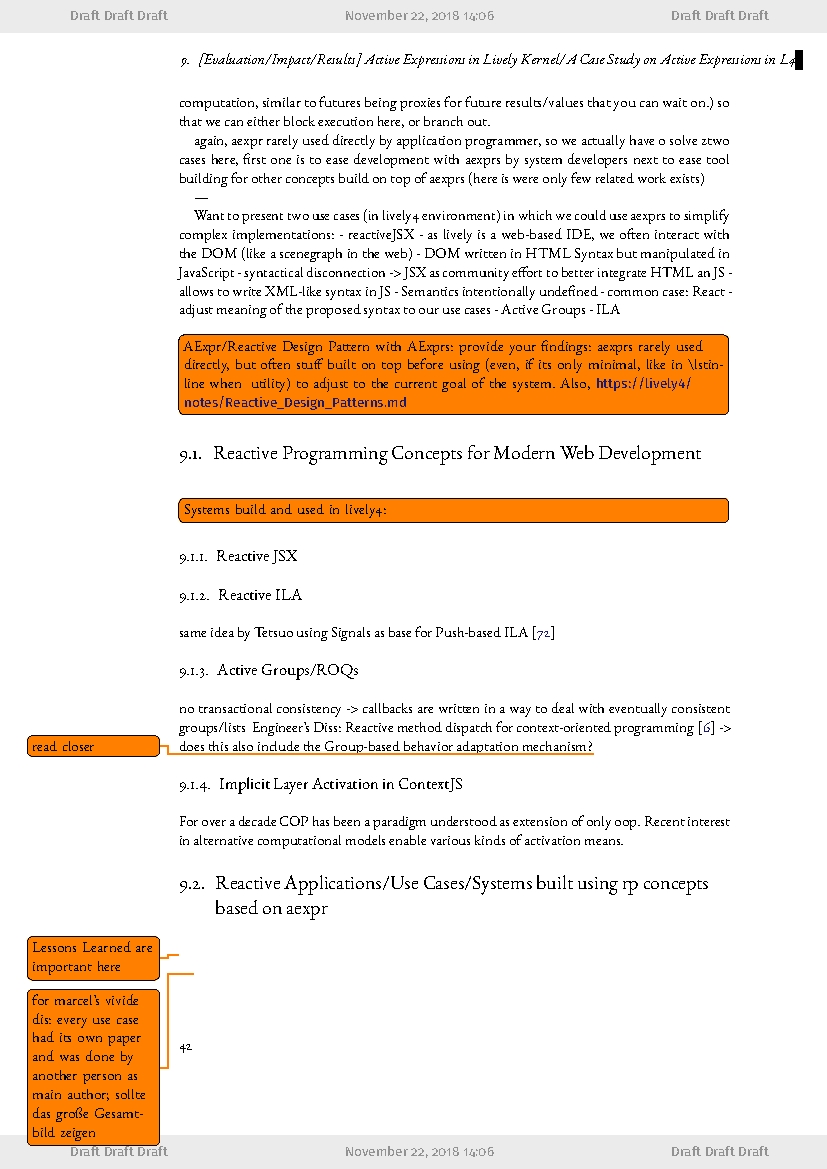 Draft Draft Draft November 22, 2018 14:06 Draft Draft Draft
9. [Evaluation/Impact/Results] Active Expressions in Lively Kernel/A Case Study on Active Expressions in L4
computation, similar to futures being proxies for future results/values that you can wait on.) so
that we can either block execution here, or branch out.
again, aexpr rarely used directly by application programmer, so we actually have o solve ztwo
cases here, first one is to ease development with aexprs by system developers next to ease tool
building for other concepts build on top of aexprs (here is were only few related work exists)
—
Want to present two use cases (in lively4 environment) in which we could use aexprs to simplify
complex implementations: - reactiveJSX - as lively is a web-based IDE, we often interact with
the DOM (like a scenegraph in the web) - DOM written in HTML Syntax but manipulated in
JavaScript - syntactical disconnection -> JSX as community effort to better integrate HTML an JS -
allows to write XML-like syntax in JS - Semantics intentionally undefined - common case: React -
adjust meaning of the proposed syntax to our use cases - Active Groups - ILA
AExpr/Reactive Design Pattern with AExprs: provide your findings: aexprs rarely used
directly, but often stuff built on top before using (even, if its only minimal, like in \lstin-
line when utility) to adjust to the current goal of the system. Also, https://lively4/
notes/Reactive_Design_Patterns.md
9.1. Reactive Programming Concepts for Modern Web Development
Systems build and used in lively4:
9.1.1. Reactive JSX
9.1.2. Reactive ILA
same idea by Tetsuo using Signals as base for Push-based ILA [72]
9.1.3. Active Groups/ROQs
no transactional consistency -> callbacks are written in a way to deal with eventually consistent
groups/lists Engineer's Diss: Reactive method dispatch for context-oriented programming [6] ->
does this also include the Group-based behavior adaptation mechanism?
read closer
9.1.4. Implicit Layer Activation in ContextJS
For over a decade COP has been a paradigm understood as extension of only oop. Recent interest
in alternative computational models enable various kinds of activation means.
9.2. Reactive Applications/Use Cases/Systems built using rp concepts
based on aexpr
Lessons Learned are
important here
for marcel's vivide
dis: every use case
had its own paper
and was done by
another person as
main author; sollte
das große Gesamt-
bild zeigen
42
Draft Draft Draft November 22, 2018 14:06 Draft Draft Draft